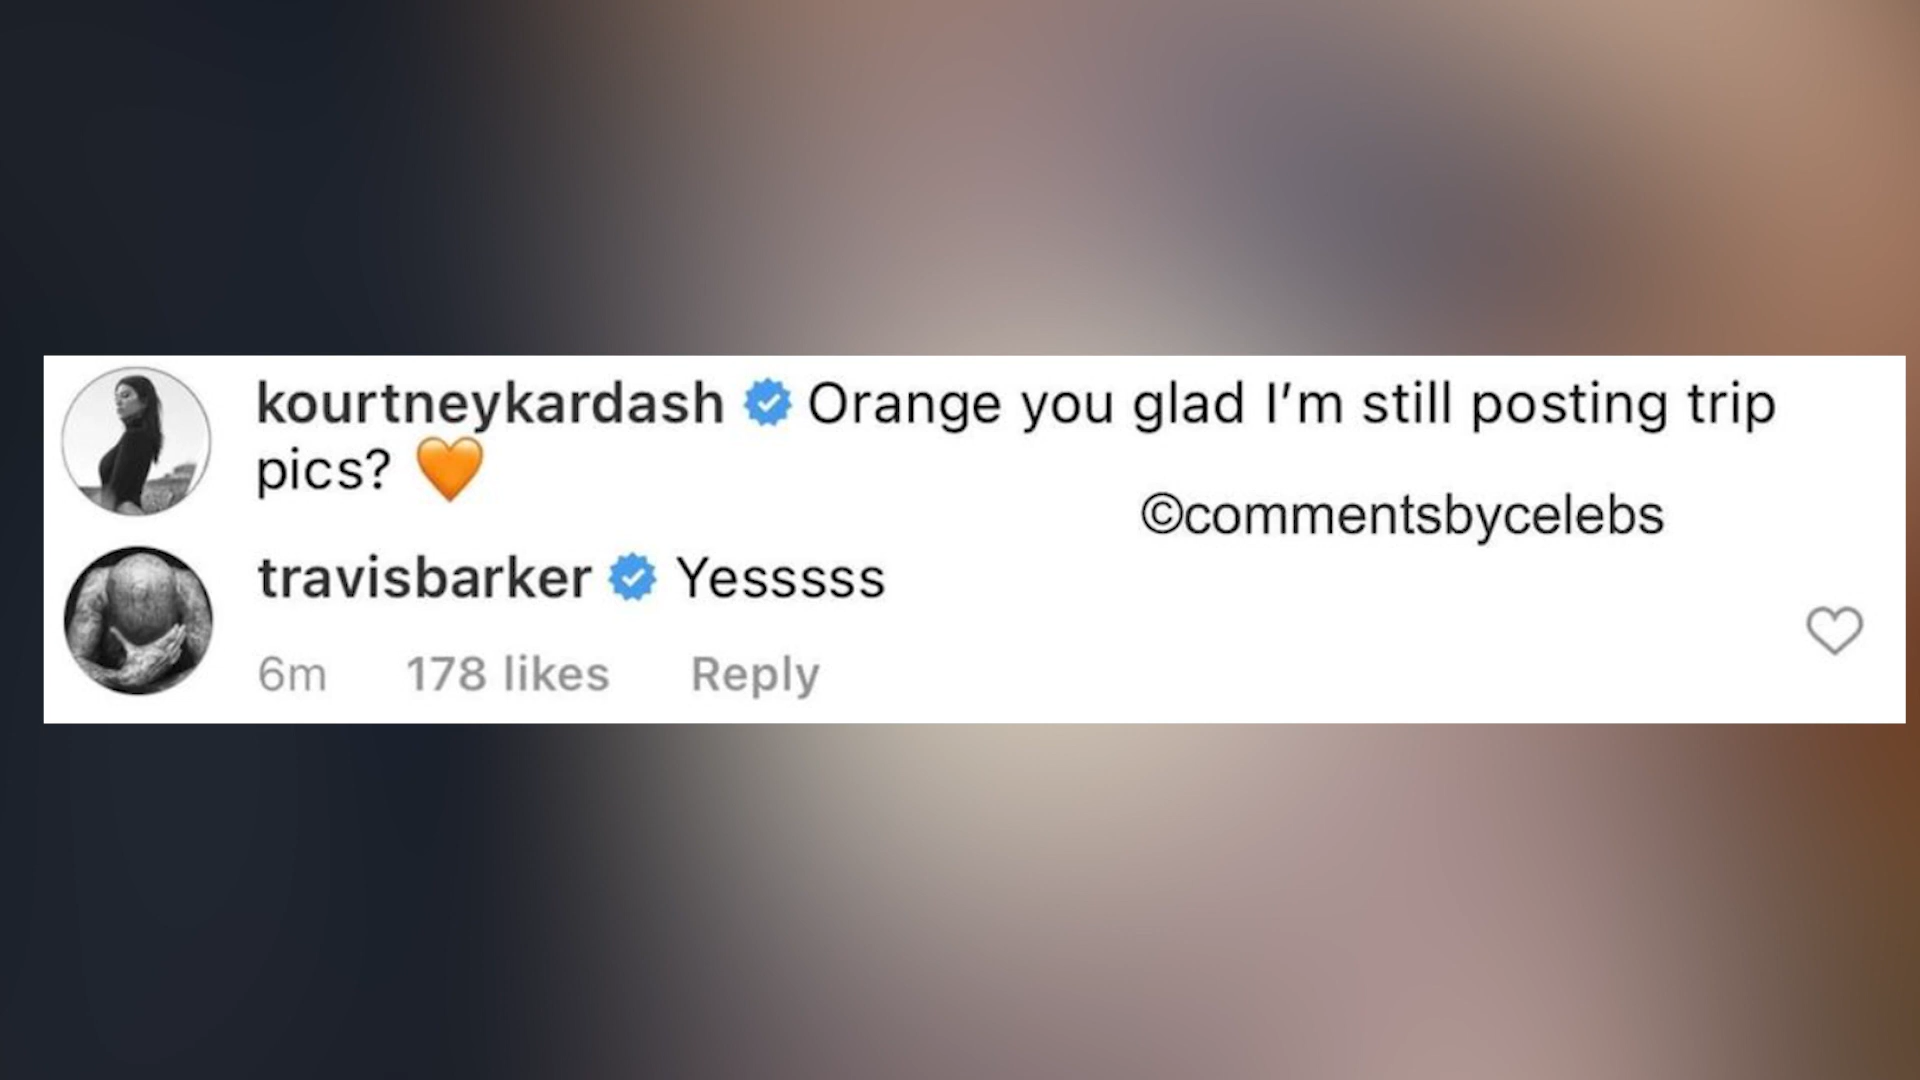 kourtneykardash Orange you glad I’m still posting trip
pics? 🧡
©commentsbycelebs
travisbarker Yesssss
6m 178 likes Reply